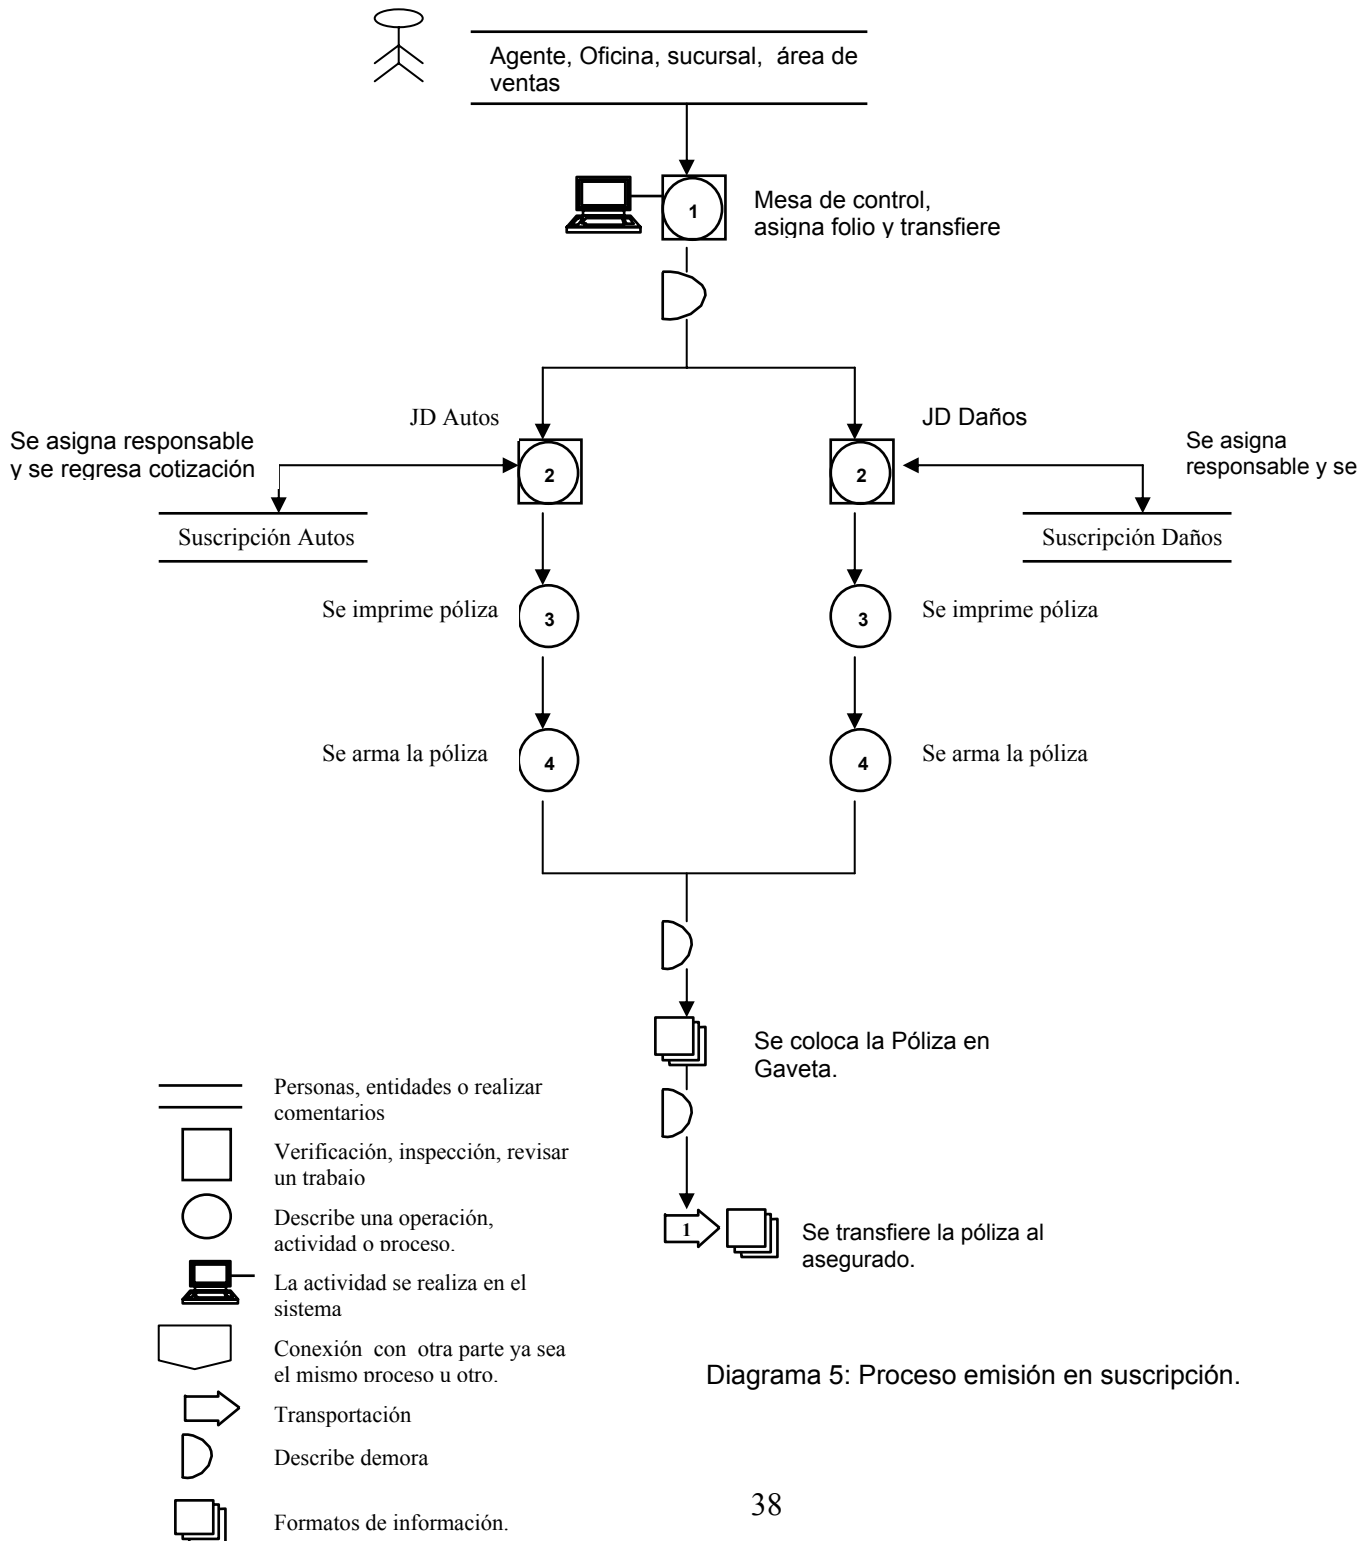 Agente, Oficina, sucursal, área de
ventas
1
Mesa de control,
asigna folio y transfiere
JD Autos
JD Daños
Se asigna responsable
y se regresa cotización
2
2
Se asigna
responsable y se
Suscripción Autos
Suscripción Daños
Se imprime póliza
3
3
Se imprime póliza
Se arma la póliza
4
4
Se arma la póliza
Se coloca la Póliza en
Gaveta.
1
Se transfiere la póliza al
asegurado.
Personas, entidades o realizar
comentarios
Verificación, inspección, revisar
un trabajo
Describe una operación,
actividad o proceso.
La actividad se realiza en el
sistema
Conexión con otra parte ya sea
el mismo proceso u otro.
Transportación
Describe demora
Formatos de información.
Diagrama 5: Proceso emisión en suscripción.
38